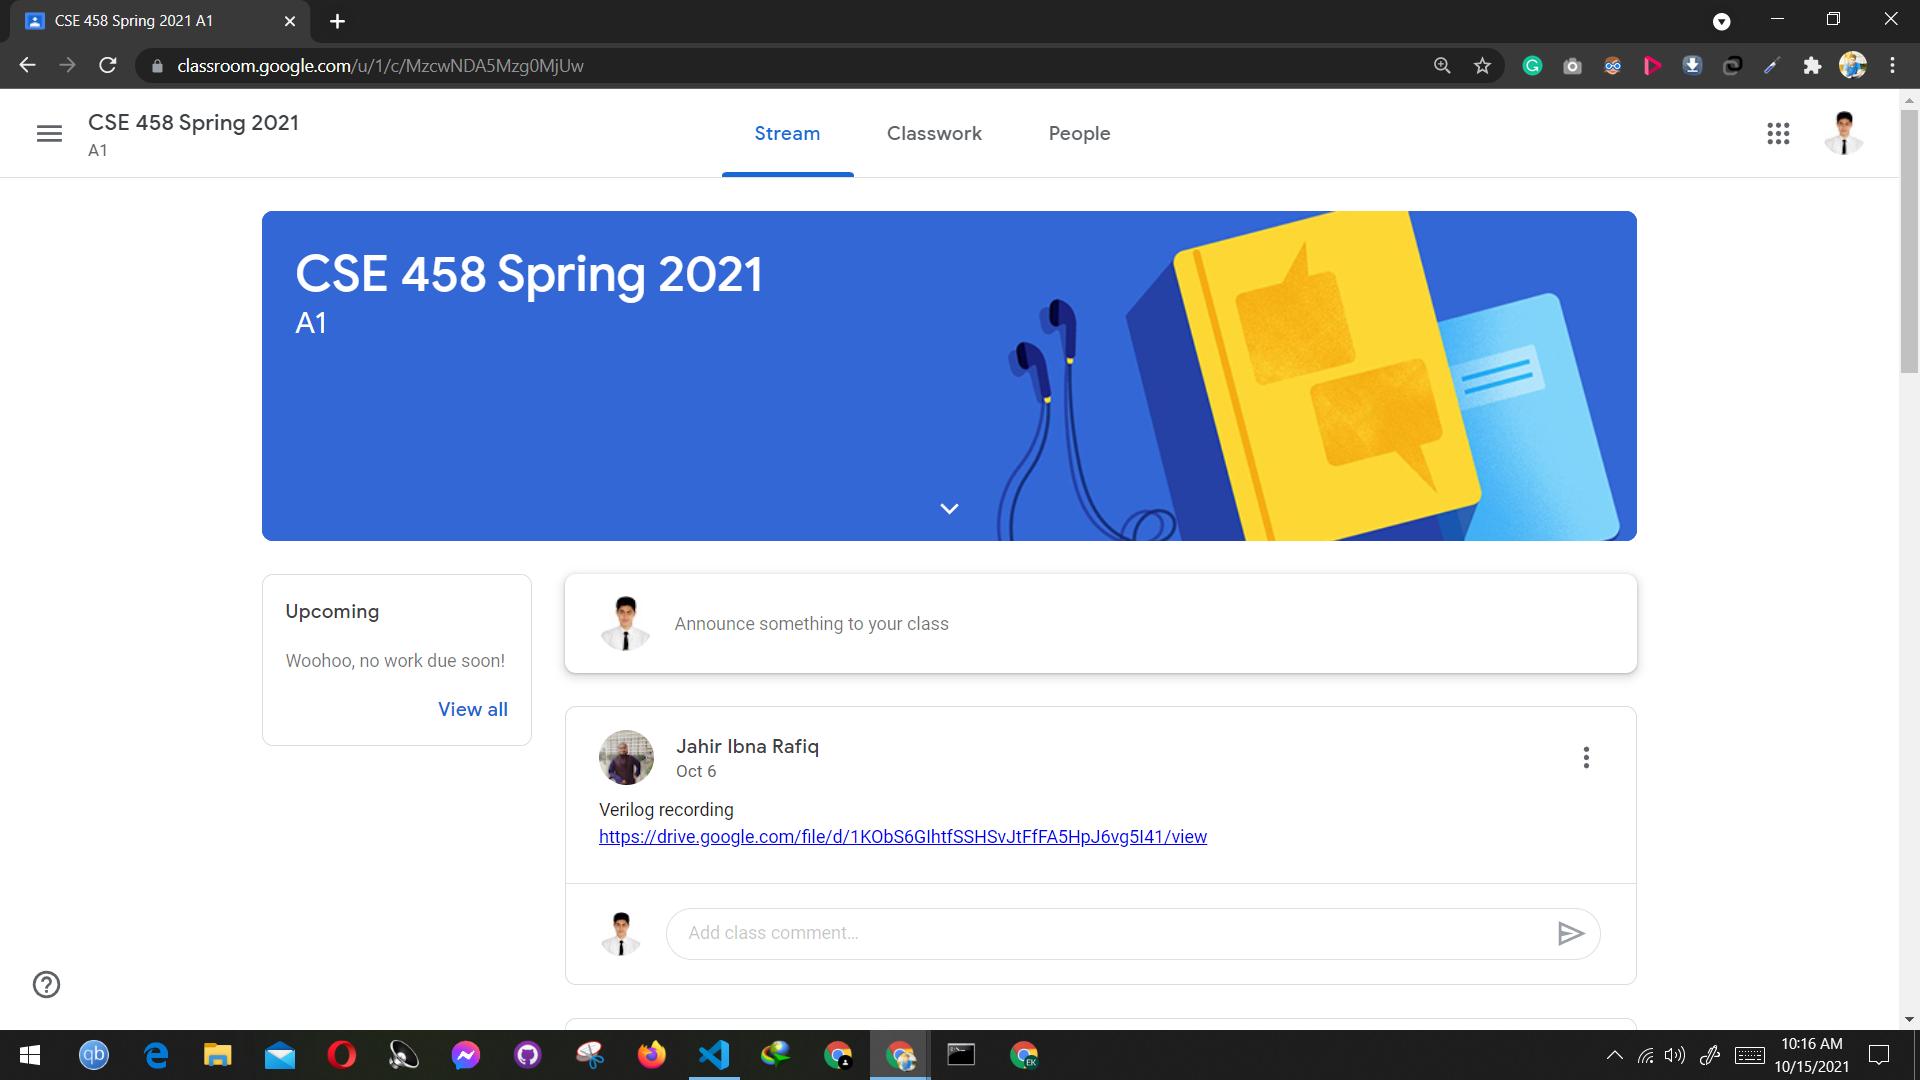 CSE 458 Spring 2021 A1
classroom.google.com/u/1/c/MzcwNDA5Mzg0MjUw
CSE 458 Spring 2021
A1
Stream
Classwork
People
CSE 458 Spring 2021
A1
Upcoming
Woohoo, no work due soon!
View all
Announce something to your class
Jahir Ibna Rafiq
Oct 6
Verilog recording
https://drive.google.com/file/d/1KObS6GIhtfSSHSvJtFfFA5HpJ6vg5I41/view
Add class comment...
qb
EK
10:16 AM
10/15/2021